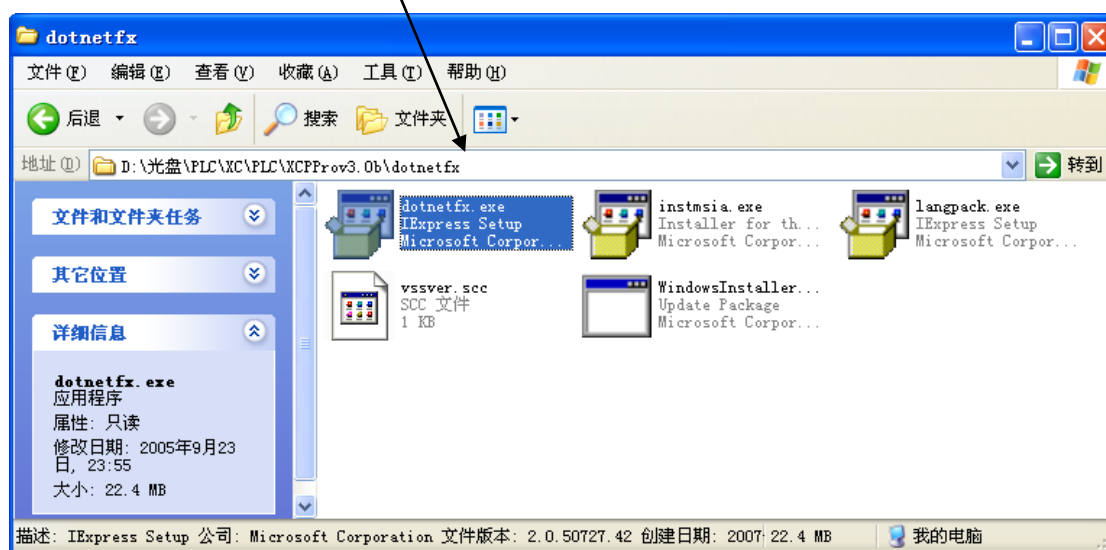 dotnetfx
文件(F) 编辑(E) 查看(V) 收藏(A) 工具(T) 帮助(H)
后退 搜索 文件夹
地址(D) D:\光盘\PLC\XC\PLC\XCPProv3.0b\dotnetfx 转到
文件和文件夹任务
其它位置
详细信息
dotnetfx.exe
应用程序
属性: 只读
修改日期: 2005年9月23
日, 23:55
大小: 22.4 MB
dotnetfx.exe
IExpress Setup
Microsoft Corpor...
instmsia.exe
Installer for th...
Microsoft Corpor...
langpack.exe
IExpress Setup
Microsoft Corpor...
vssver.scc
SCC 文件
1 KB
WindowsInstaller...
Update Package
Microsoft Corpor...
描述: IExpress Setup 公司: Microsoft Corporation 文件版本: 2.0.50727.42 创建日期: 2007 22.4 MB 我的电脑